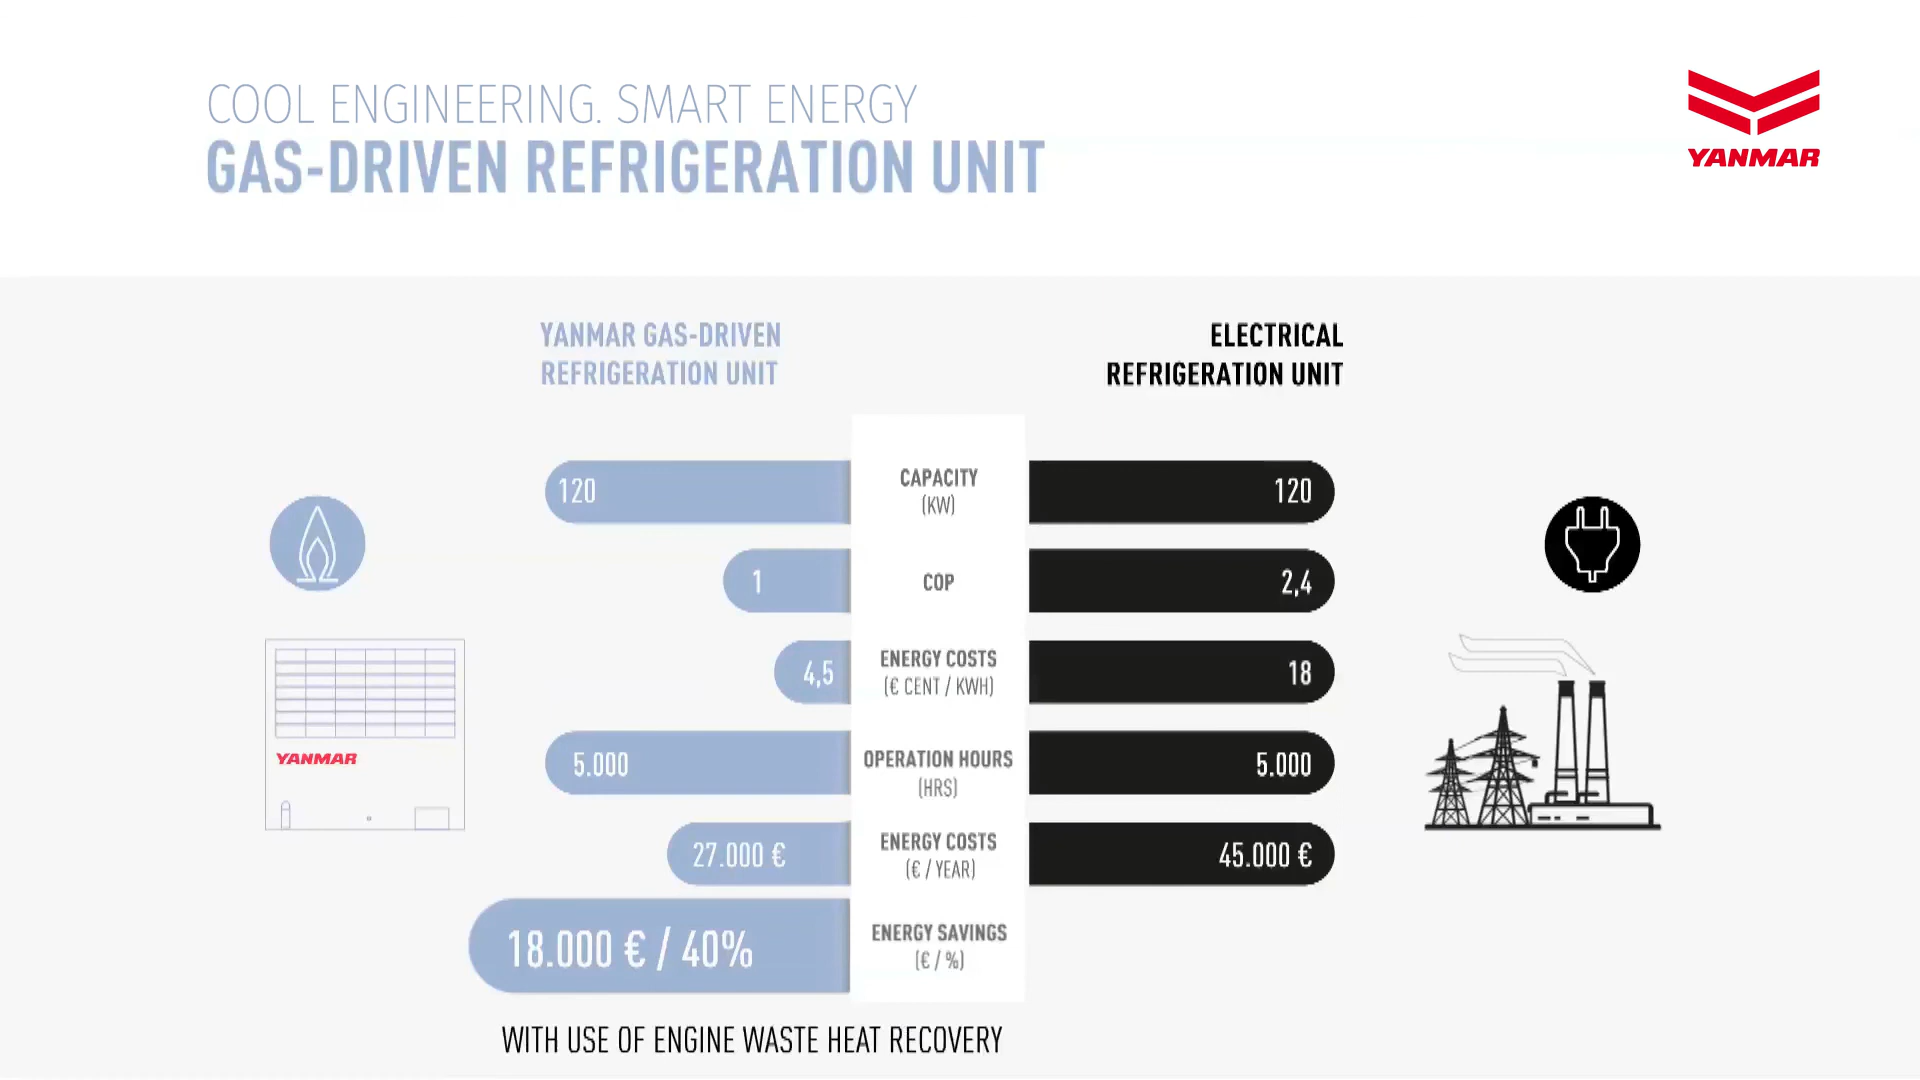 COOL ENGINEERING. SMART ENERGY
GAS-DRIVEN REFRIGERATION UNIT
YANMAR
YANMAR GAS-DRIVEN
REFRIGERATION UNIT
ELECTRICAL
REFRIGERATION UNIT
120
CAPACITY
(KW)
120
1
COP
2,4
4,5
ENERGY COSTS
(€ CENT / KWH)
18
YANMAR
5.000
OPERATION HOURS
(HRS)
5.000
27.000 €
ENERGY COSTS
(€ / YEAR)
45.000 €
18.000 € / 40%
ENERGY SAVINGS
(€ / %)
WITH USE OF ENGINE WASTE HEAT RECOVERY